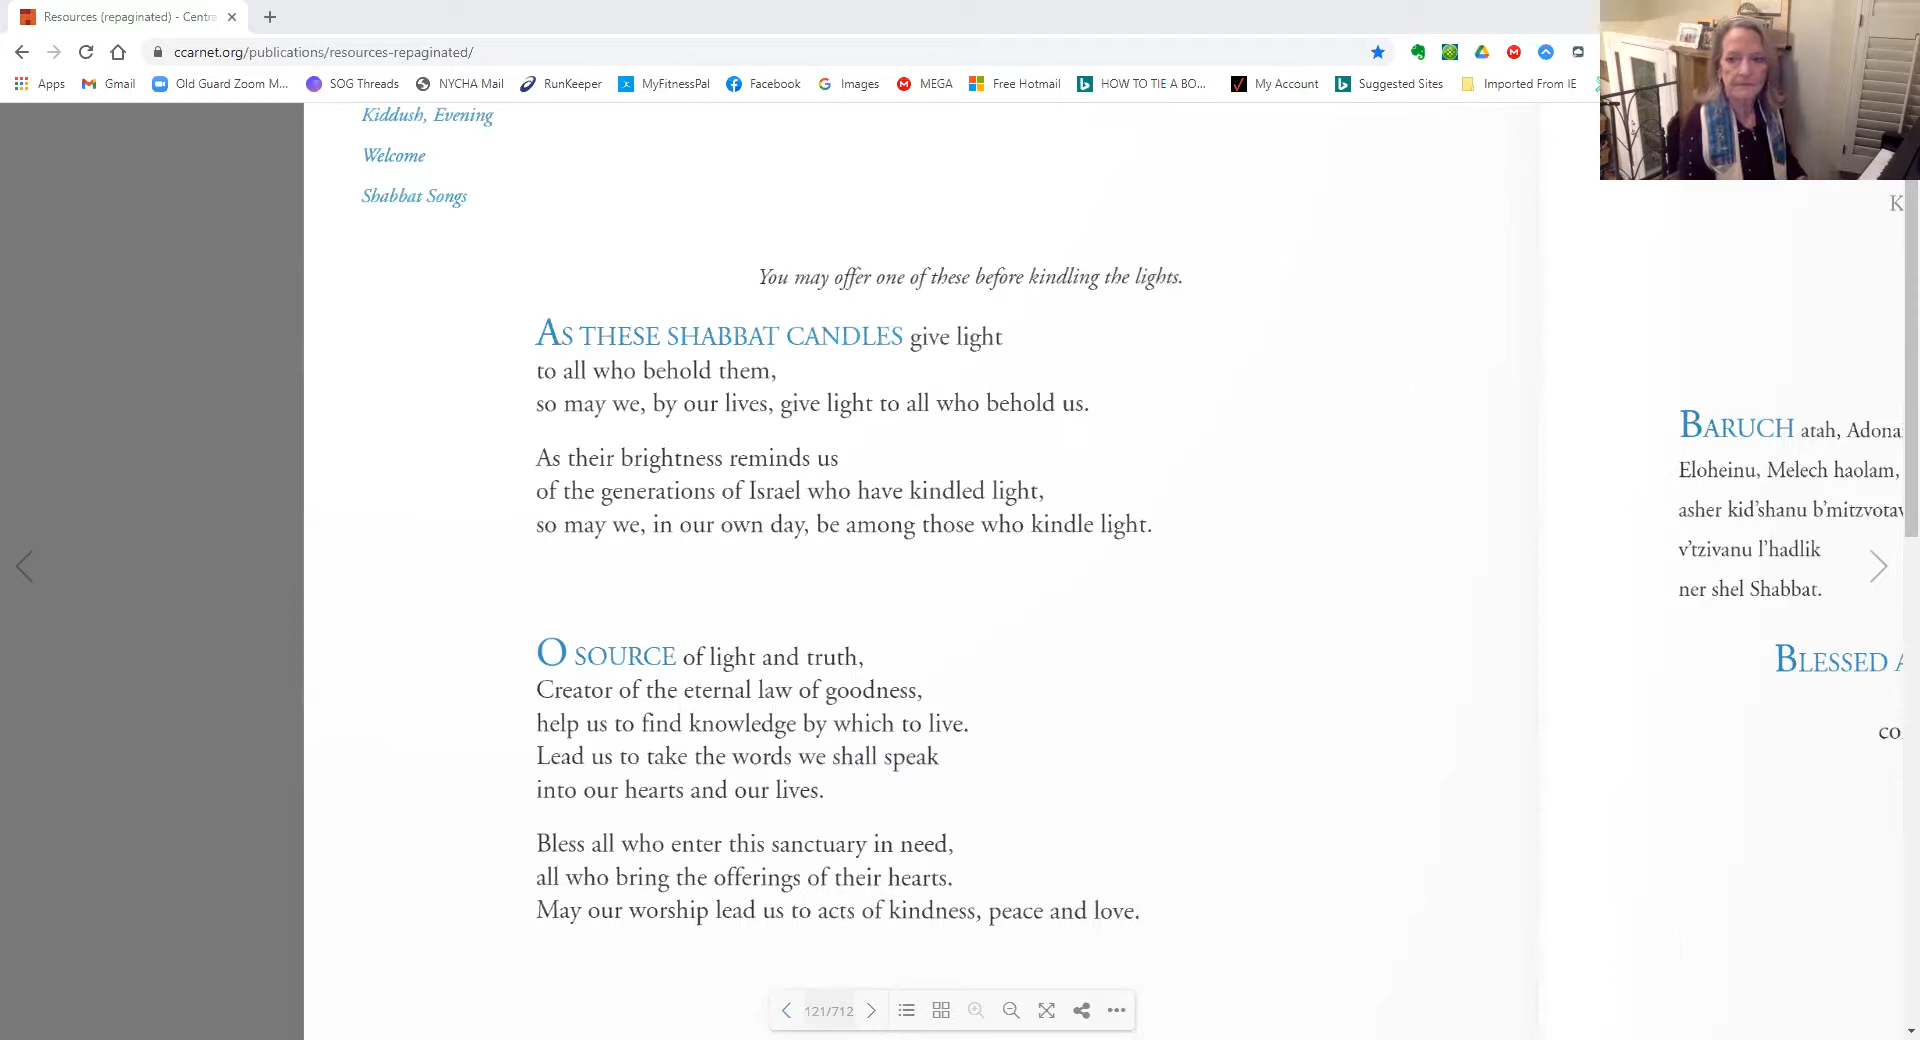 Resources (repaginated) - Centra
ccarnet.org/publications/resources-repaginated/
Apps
Gmail
Old Guard Zoom M...
SOG Threads
NYCHA Mail
RunKeeper
MyFitnessPal
Facebook
Images
MEGA
Free Hotmail
HOW TO TIE A BO...
My Account
Suggested Sites
Imported From IE
Kiddush, Evening
Welcome
Shabbat Songs
You may offer one of these before kindling the lights.
AS THESE SHABBAT CANDLES give light
to all who behold them,
so may we, by our lives, give light to all who behold us.
As their brightness reminds us
of the generations of Israel who have kindled light,
so may we, in our own day, be among those who kindle light.
O SOURCE of light and truth,
Creator of the eternal law of goodness,
help us to find knowledge by which to live.
Lead us to take the words we shall speak
into our hearts and our lives.
Bless all who enter this sanctuary in need,
all who bring the offerings of their hearts.
May our worship lead us to acts of kindness, peace and love.
K
BARUCH atah, Adona
Eloheinu, Melech haolam,
asher kid'shanu b'mitzvotav
v'tzivanu l'hadlik
ner shel Shabbat.
BLESSED A
co
121/712